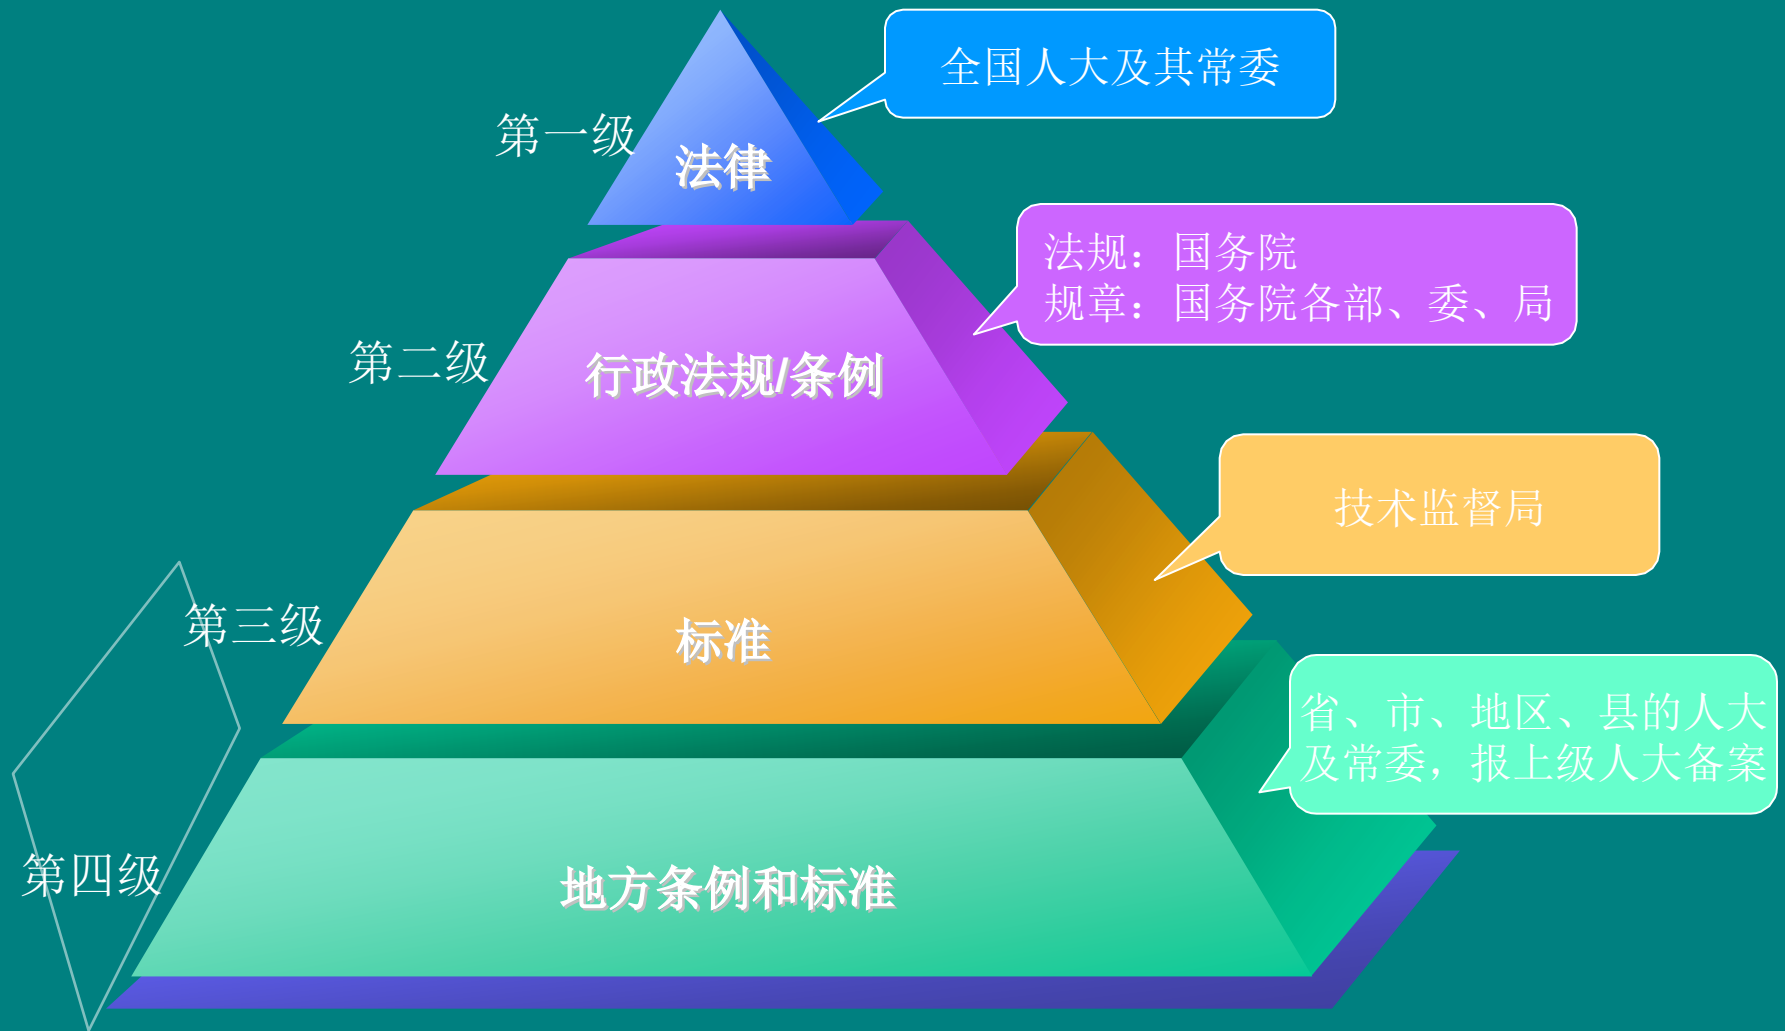 全国人大及其常委
第一级
法律
法规：国务院
规章：国务院各部、委、局
第二级
行政法规/条例
技术监督局
第三级
标准
省、市、地区、县的人大
及常委，报上级人大备案
第四级
地方条例和标准